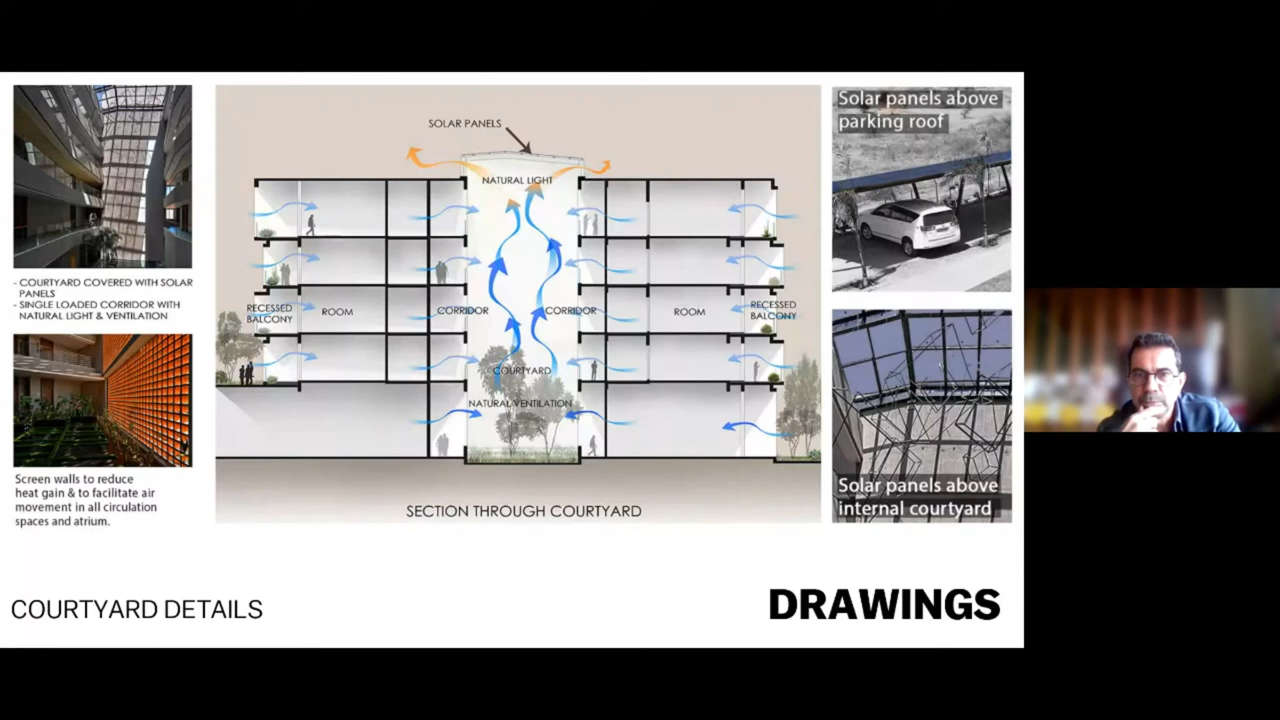 - COURTYARD COVERED WITH SOLAR
PANELS
- SINGLE LOADED CORRIDOR WITH
NATURAL LIGHT & VENTILATION
Screen walls to reduce
heat gain & to facilitate air
movement in all circulation
spaces and atrium.
SOLAR PANELS
NATURAL LIGHT
RECESSED
BALCONY
ROOM
CORRIDOR
CORRIDOR
ROOM
RECESSED
BALCONY
COURTYARD
NATURAL VENTILATION
SECTION THROUGH COURTYARD
Solar panels above
parking roof
Solar panels above
internal courtyard
COURTYARD DETAILS
DRAWINGS